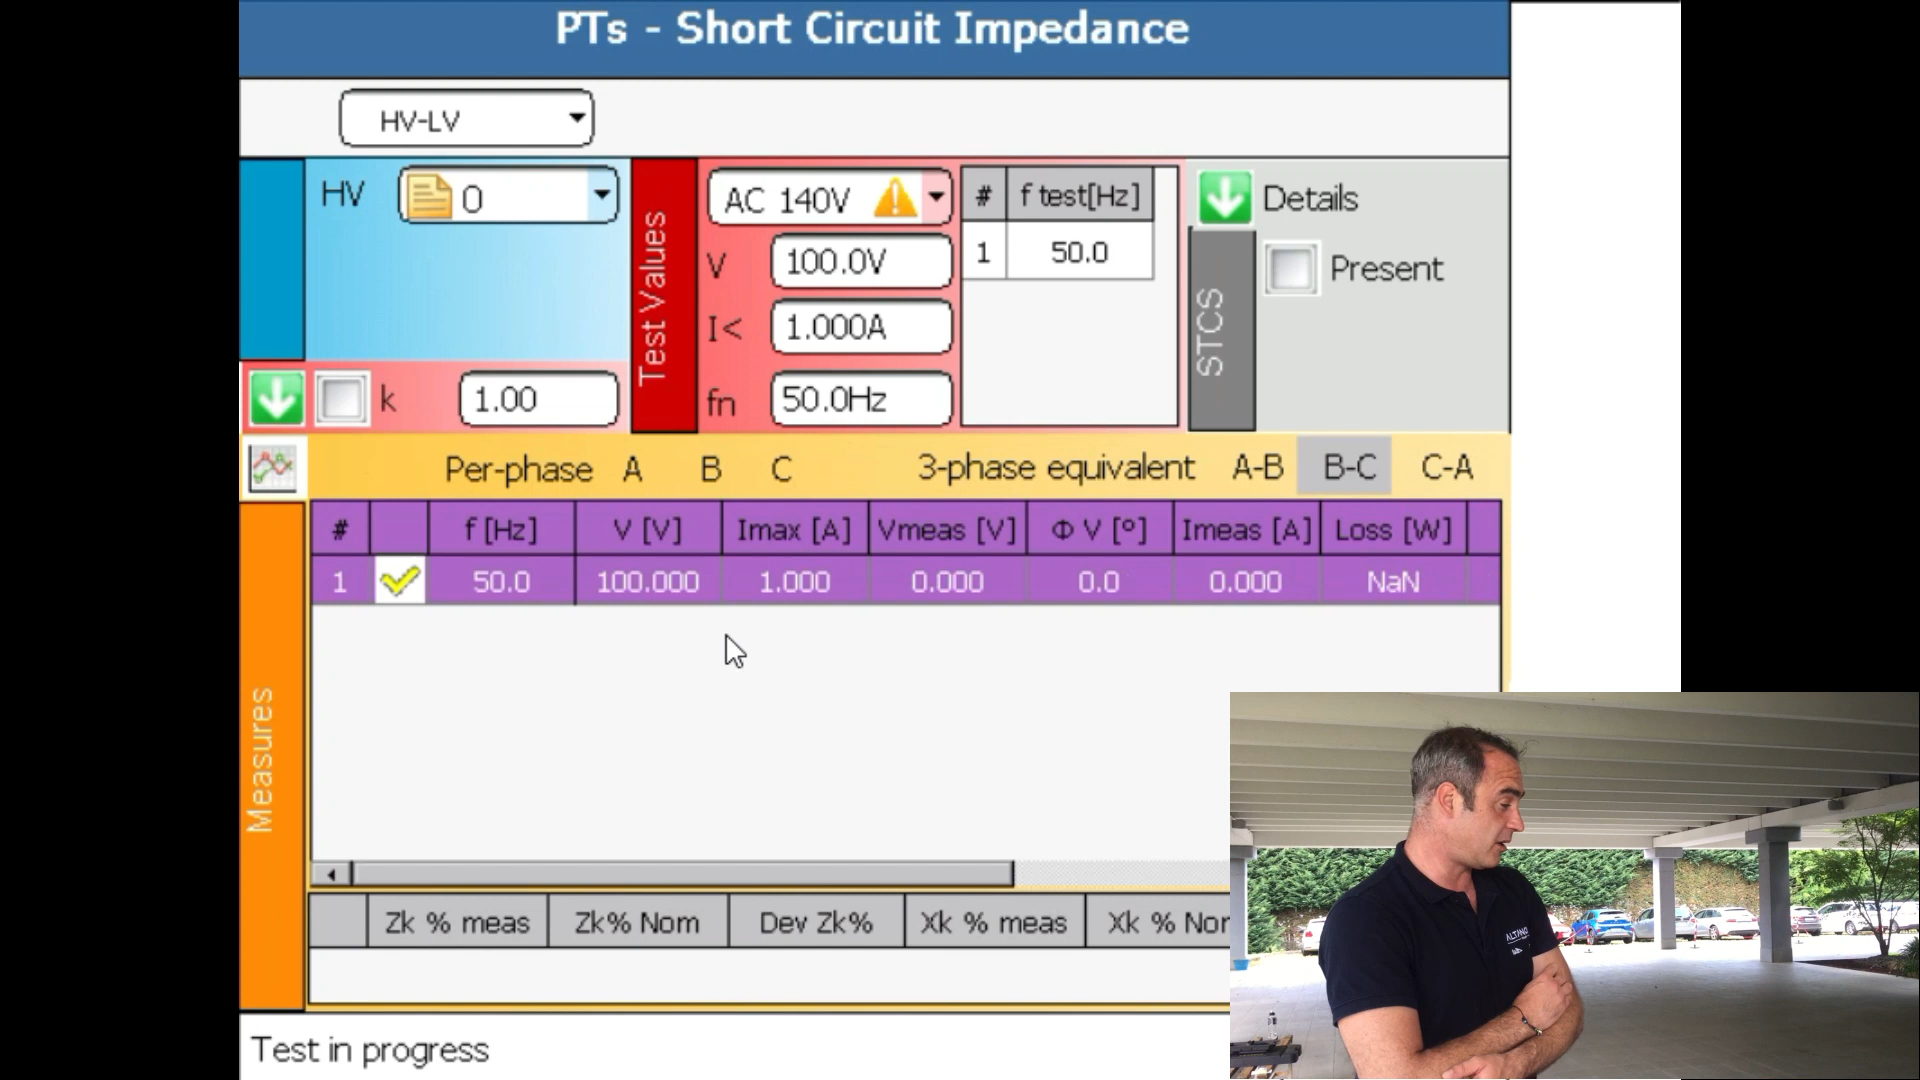 PTs - Short Circuit Impedance
HV-LV
HV
0
Test Values
AC 140V
V
100.0V
I<
1.000A
fn
50.0Hz
# f test[Hz]
1 50.0
Details
STCS
Present
k
1.00
Per-phase A B C 3-phase equivalent A-B B-C C-A
Measures
# f [Hz] V [V] Imax [A] Vmeas [V] Φ V [°] Imeas [A] Loss [W]
1 50.0 100.000 1.000 0.000 0.0 0.000 NaN
Zk % meas Zk% Nom Dev Zk% Xk % meas Xk % Nor
Test in progress